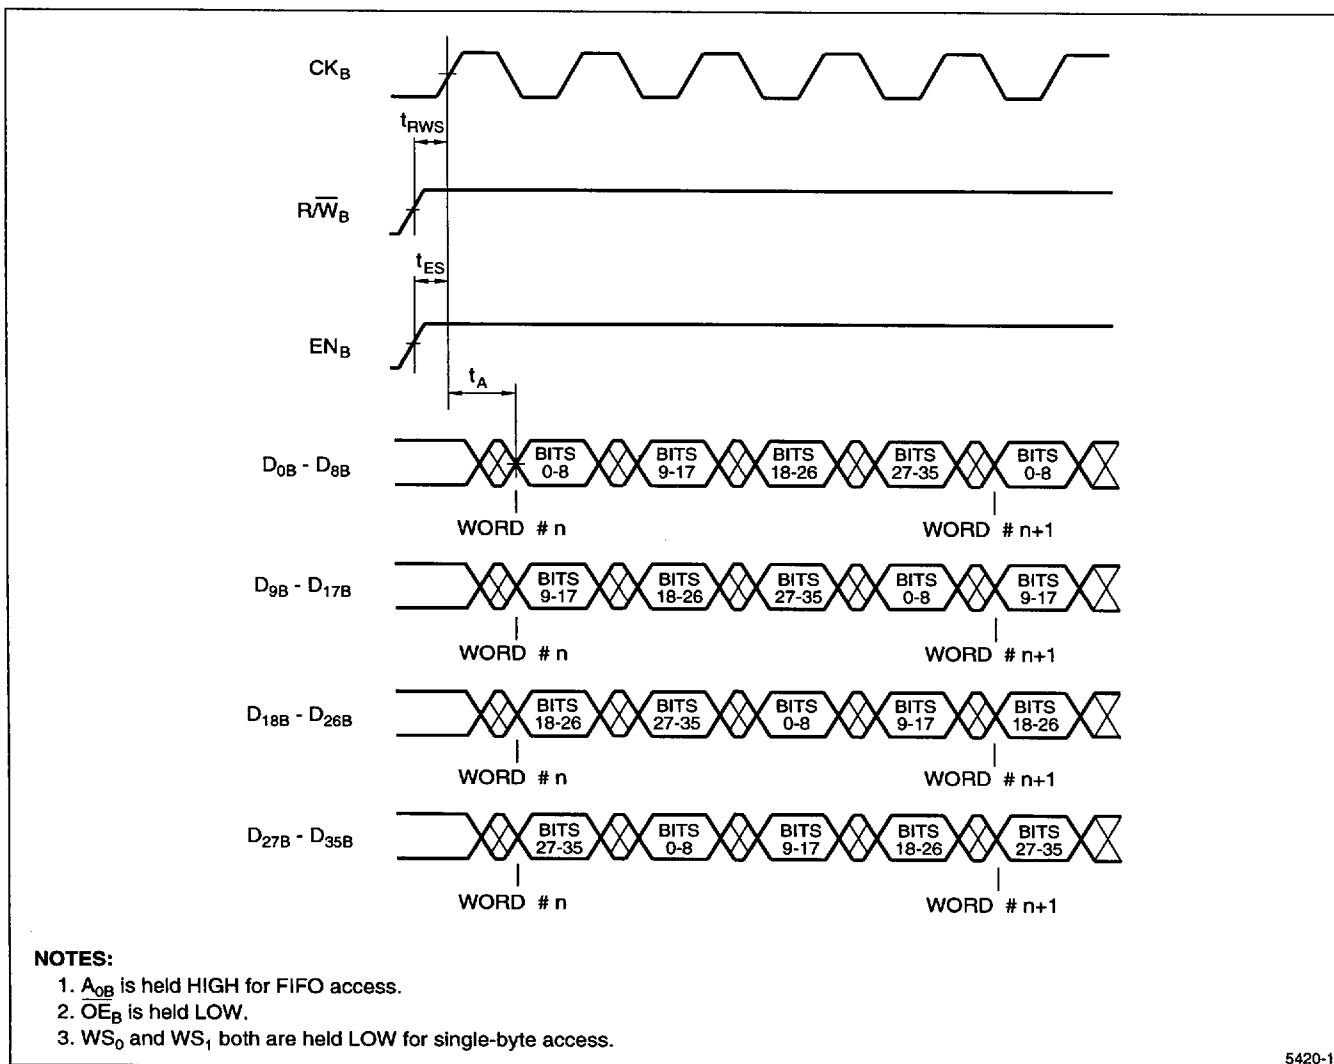 CKB
tRWS
R/W̅B
tES
ENB
tA
D0B - D8B
BITS 0-8
BITS 9-17
BITS 18-26
BITS 27-35
BITS 0-8
WORD # n
WORD # n+1
D9B - D17B
BITS 9-17
BITS 18-26
BITS 27-35
BITS 0-8
BITS 9-17
WORD # n
WORD # n+1
D18B - D26B
BITS 18-26
BITS 27-35
BITS 0-8
BITS 9-17
BITS 18-26
WORD # n
WORD # n+1
D27B - D35B
BITS 27-35
BITS 0-8
BITS 9-17
BITS 18-26
BITS 27-35
WORD # n
WORD # n+1
NOTES:
1. A0B is held HIGH for FIFO access.
2. O̅E̅B is held LOW.
3. WS0 and WS1 both are held LOW for single-byte access.
5420-1